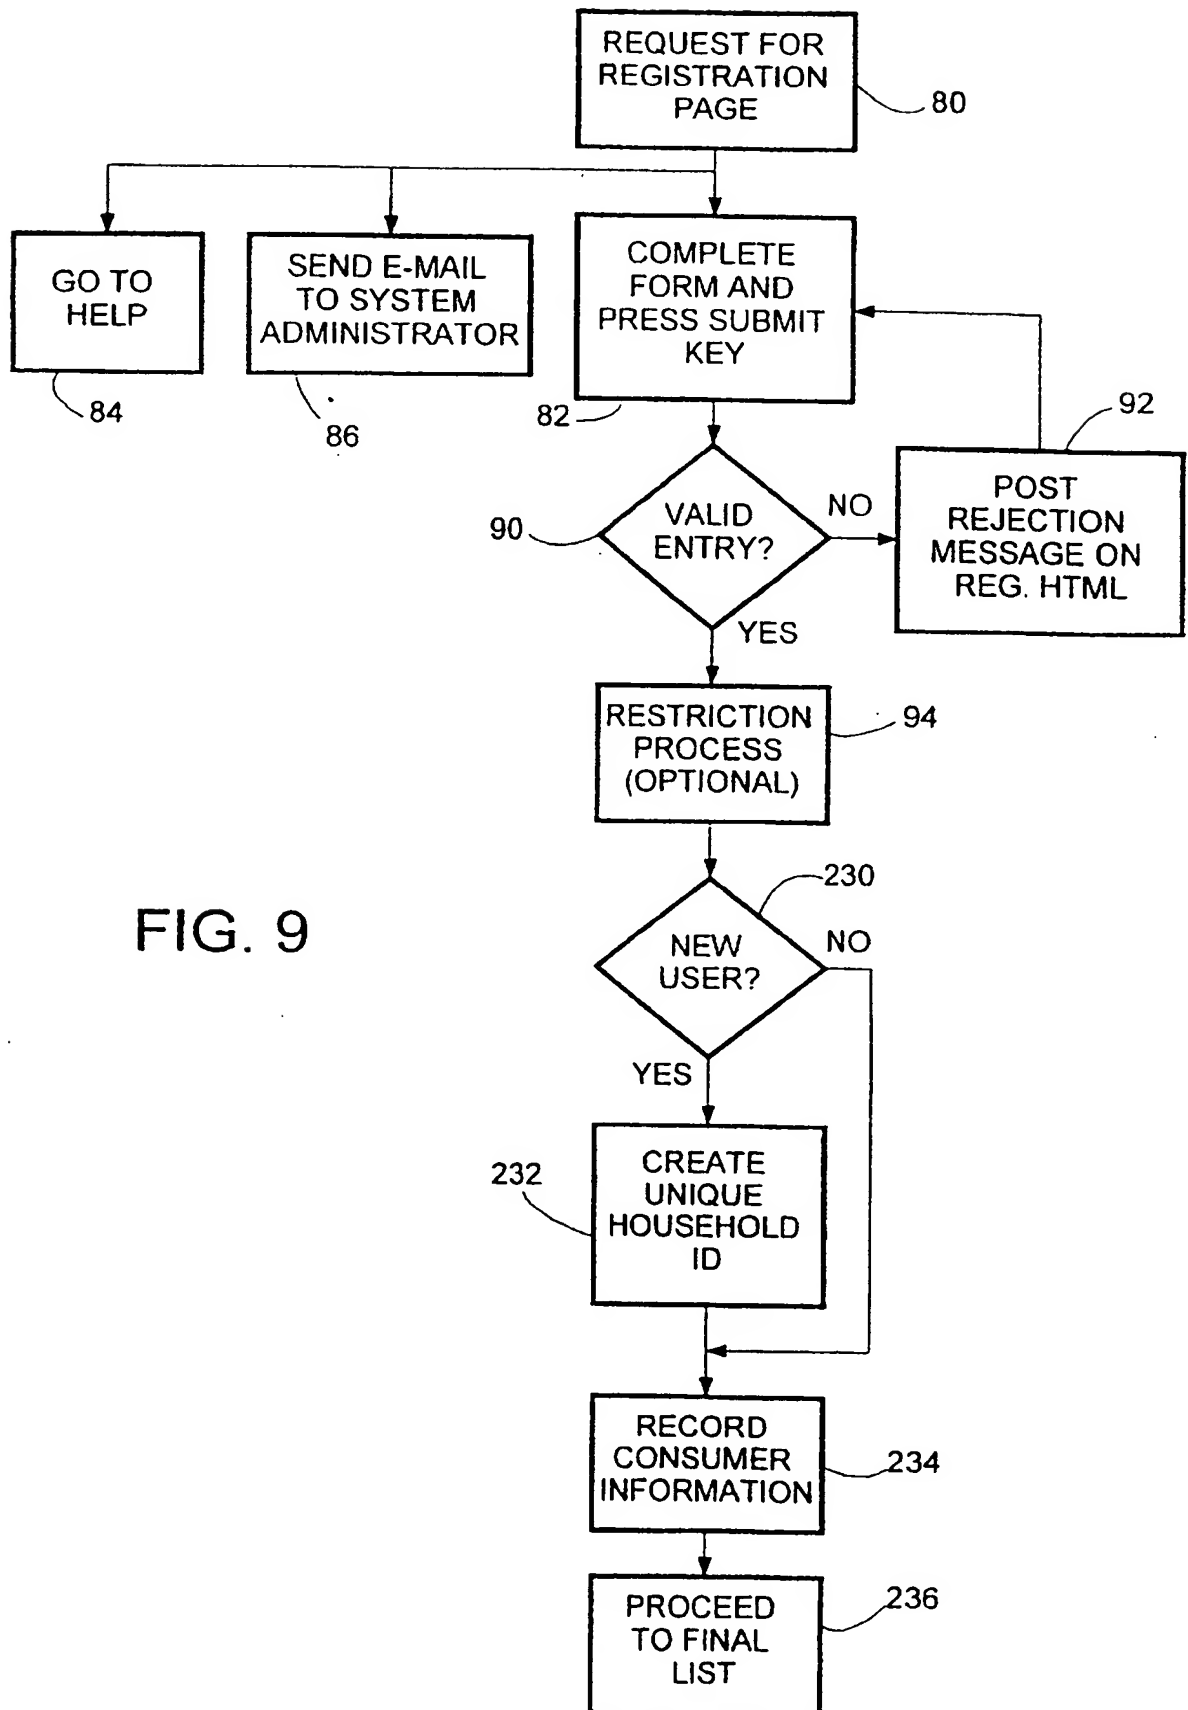 REQUEST FOR
REGISTRATION
PAGE
80
GO TO
HELP
84
SEND E-MAIL
TO SYSTEM
ADMINISTRATOR
86
COMPLETE
FORM AND
PRESS SUBMIT
KEY
82
92
POST
REJECTION
MESSAGE ON
REG. HTML
90
VALID
ENTRY?
NO
YES
RESTRICTION
PROCESS
(OPTIONAL)
94
230
NEW
USER?
NO
YES
FIG. 9
232
CREATE
UNIQUE
HOUSEHOLD
ID
RECORD
CONSUMER
INFORMATION
234
PROCEED
TO FINAL
LIST
236